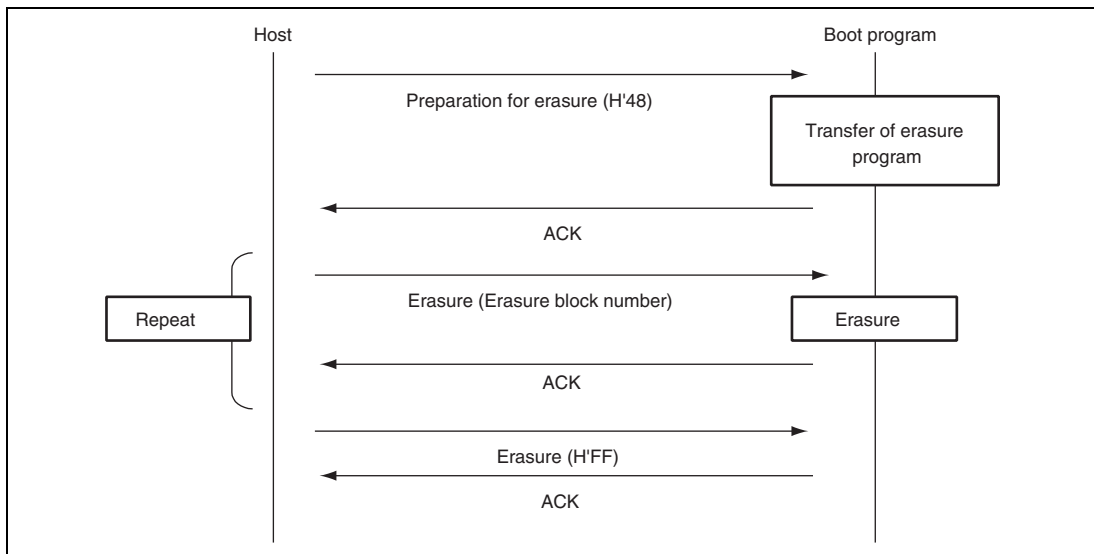 Host
Boot program
Preparation for erasure (H'48)
Transfer of erasure
program
ACK
Erasure (Erasure block number)
Repeat
Erasure
ACK
Erasure (H'FF)
ACK